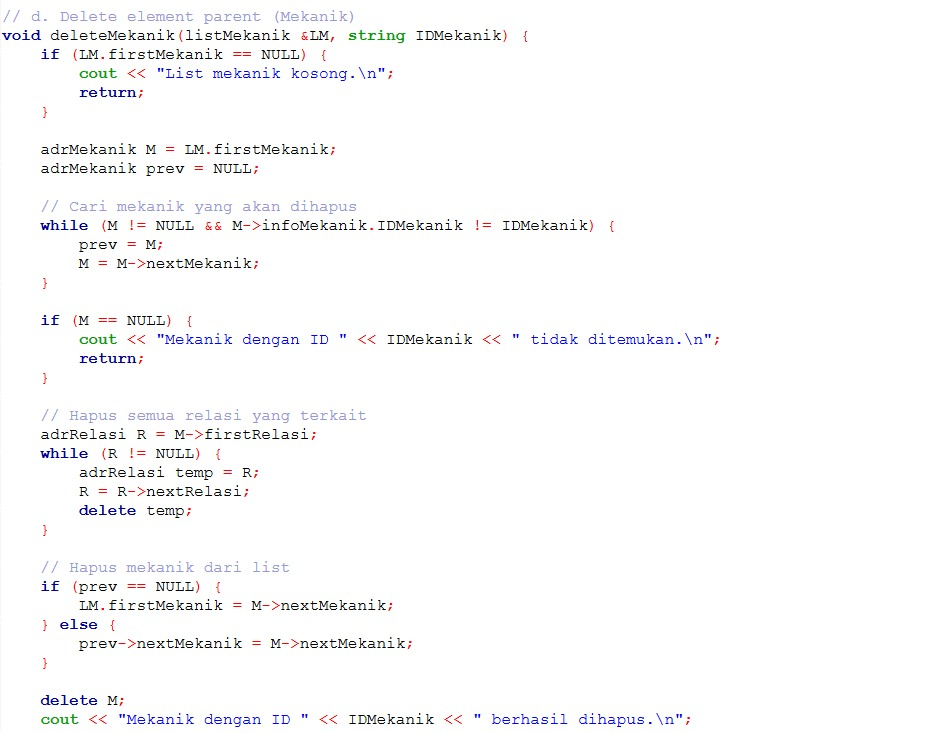 // d. Delete element parent (Mekanik)
void deleteMekanik(listMekanik &LM, string IDMekanik) {
    if (LM.firstMekanik == NULL) {
        cout << "List mekanik kosong.\n";
        return;
    }

    adrMekanik M = LM.firstMekanik;
    adrMekanik prev = NULL;

    // Cari mekanik yang akan dihapus
    while (M != NULL && M->infoMekanik.IDMekanik != IDMekanik) {
        prev = M;
        M = M->nextMekanik;
    }

    if (M == NULL) {
        cout << "Mekanik dengan ID " << IDMekanik << " tidak ditemukan.\n";
        return;
    }

    // Hapus semua relasi yang terkait
    adrRelasi R = M->firstRelasi;
    while (R != NULL) {
        adrRelasi temp = R;
        R = R->nextRelasi;
        delete temp;
    }

    // Hapus mekanik dari list
    if (prev == NULL) {
        LM.firstMekanik = M->nextMekanik;
    } else {
        prev->nextMekanik = M->nextMekanik;
    }

    delete M;
    cout << "Mekanik dengan ID " << IDMekanik << " berhasil dihapus.\n";